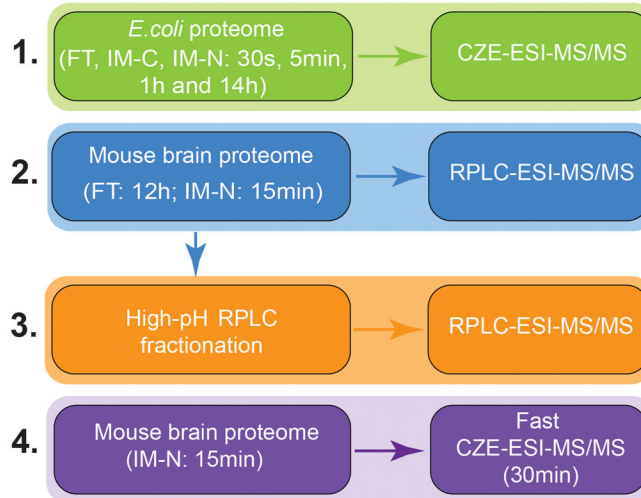 1.
E.coli proteome
(FT, IM-C, IM-N: 30s, 5min,
1h and 14h)
CZE-ESI-MS/MS
2.
Mouse brain proteome
(FT: 12h; IM-N: 15min)
RPLC-ESI-MS/MS
3.
High-pH RPLC
fractionation
RPLC-ESI-MS/MS
4.
Mouse brain proteome
(IM-N: 15min)
Fast
CZE-ESI-MS/MS
(30min)